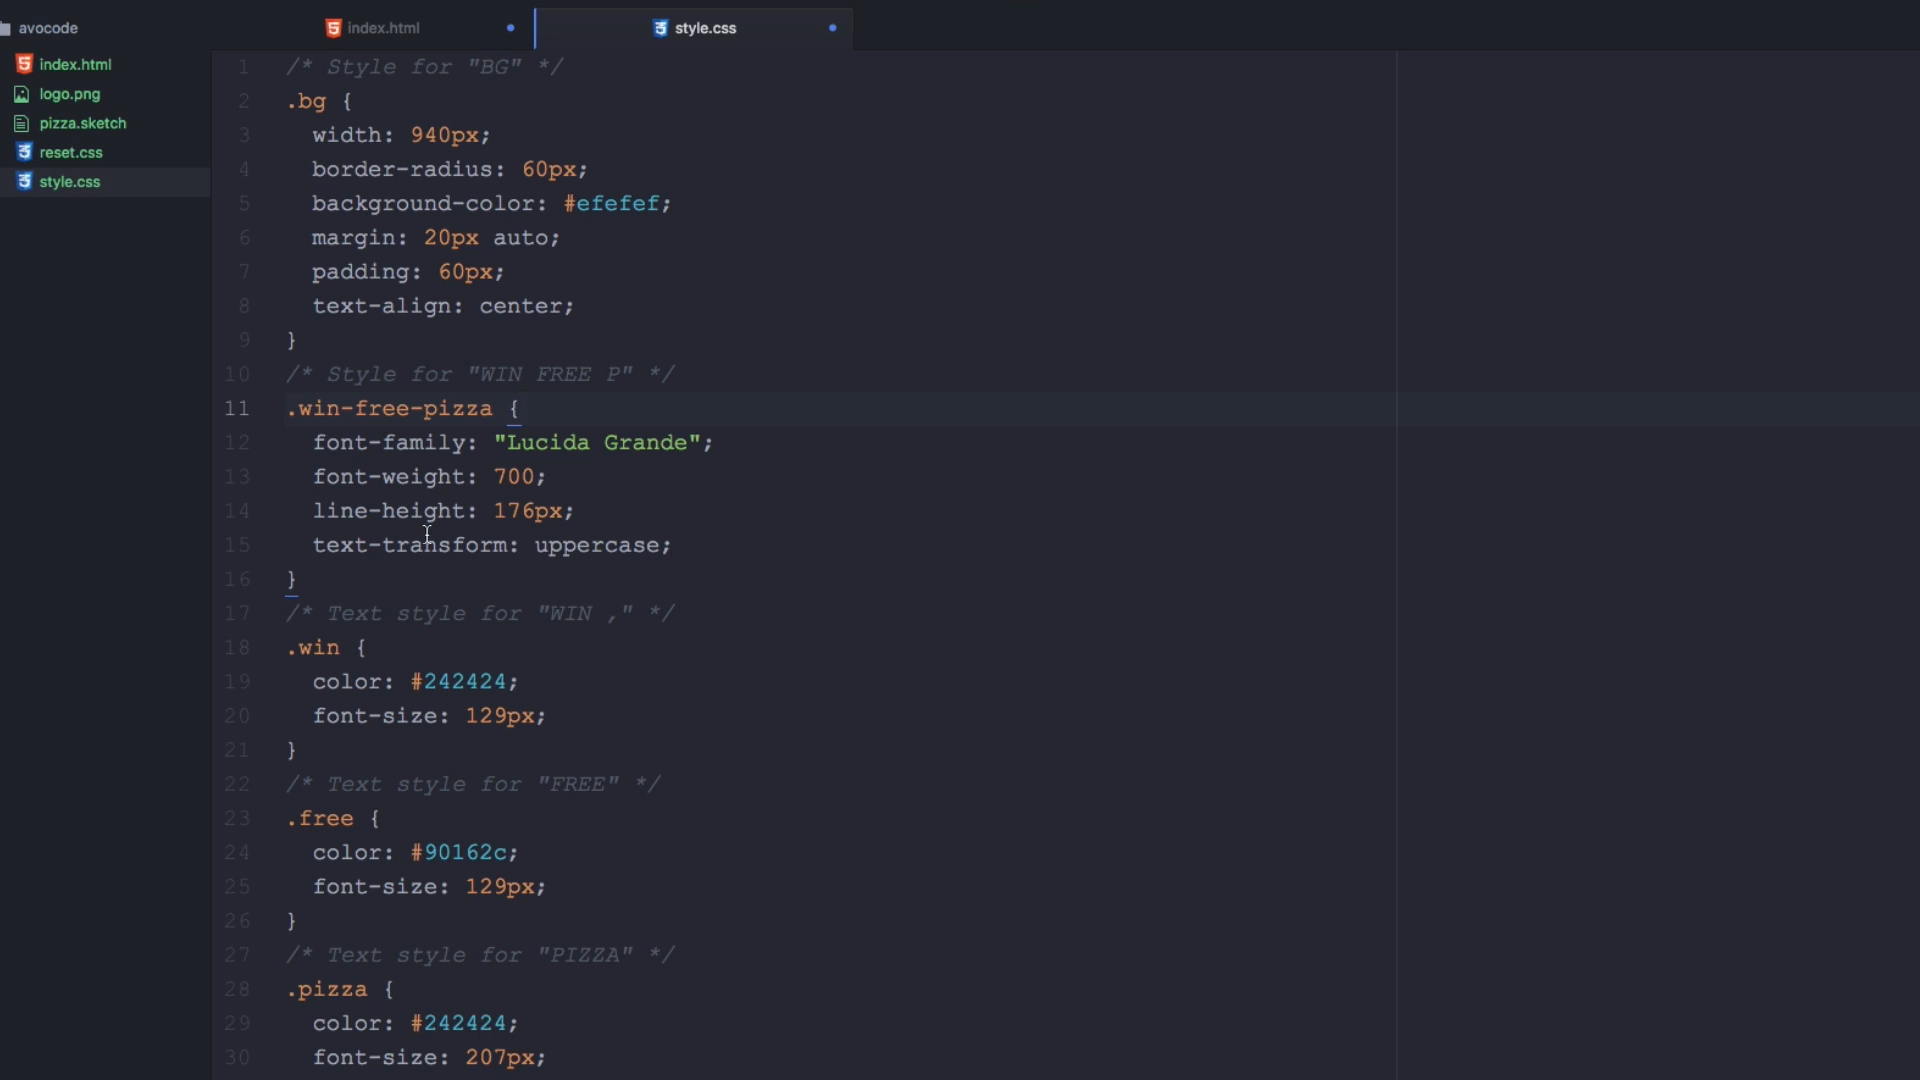 avocode
index.html
style.css
index.html
logo.png
pizza.sketch
reset.css
style.css
1 /* Style for "BG" */
2 .bg {
3 width: 940px;
4 border-radius: 60px;
5 background-color: #efefef;
6 margin: 20px auto;
7 padding: 60px;
8 text-align: center;
9 }
10 /* Style for "WIN FREE P" */
11 .win-free-pizza {
12 font-family: "Lucida Grande";
13 font-weight: 700;
14 line-height: 176px;
15 text-transform: uppercase;
16 }
17 /* Text style for "WIN ," */
18 .win {
19 color: #242424;
20 font-size: 129px;
21 }
22 /* Text style for "FREE" */
23 .free {
24 color: #90162c;
25 font-size: 129px;
26 }
27 /* Text style for "PIZZA" */
28 .pizza {
29 color: #242424;
30 font-size: 207px;